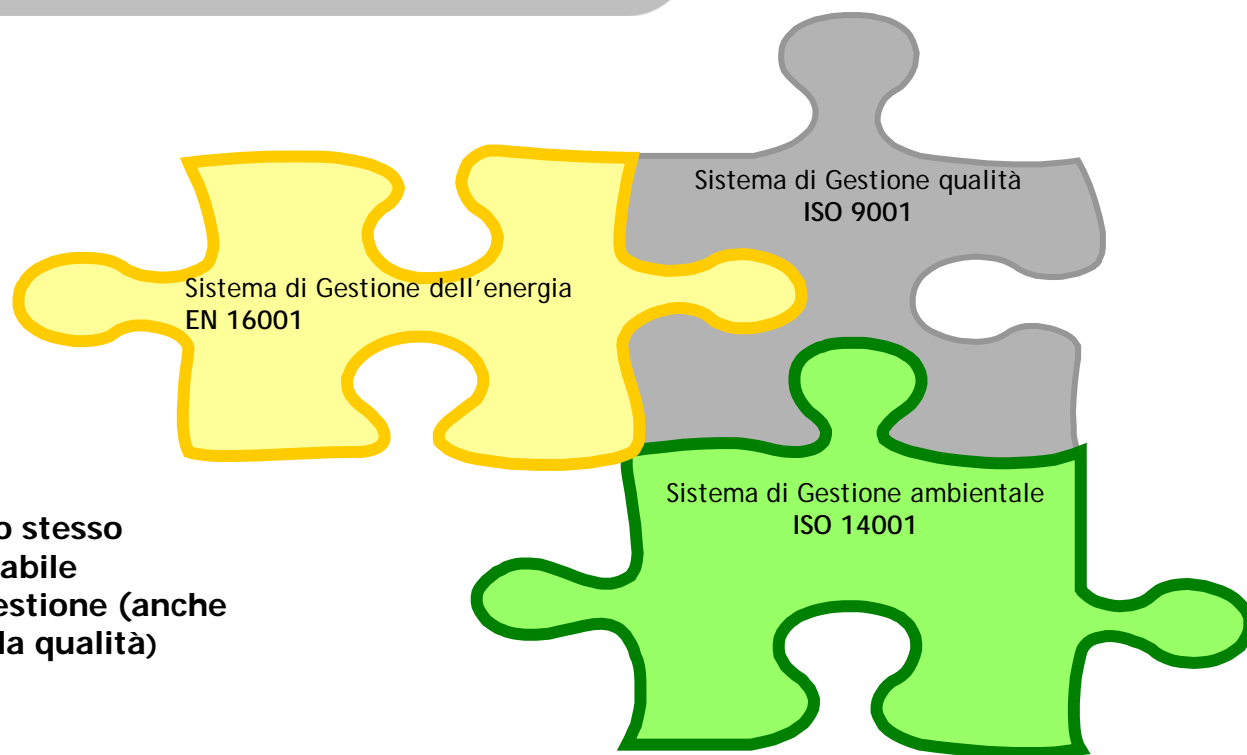 Sistema di Gestione qualità
ISO 9001
Sistema di Gestione dell’energia
EN 16001
Sistema di Gestione ambientale
ISO 14001
o stesso
abile
estione (anche
la qualità)